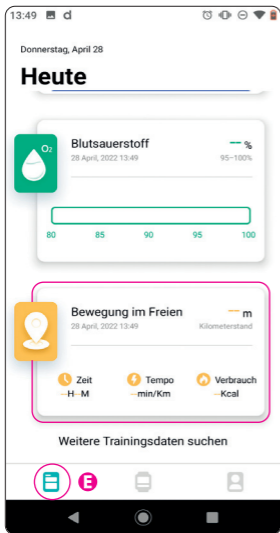 13:49 d
Donnerstag, April 28
Heute
O2
Blutsauerstoff
--%
28 April, 2022 13:49
95-100%
80 85 90 95 100
Bewegung im Freien
--m
28 April, 2022 13:49
Kilometerstand
Zeit Tempo Verbrauch
--H--M --min/Km --Kcal
Weitere Trainingsdaten suchen
E